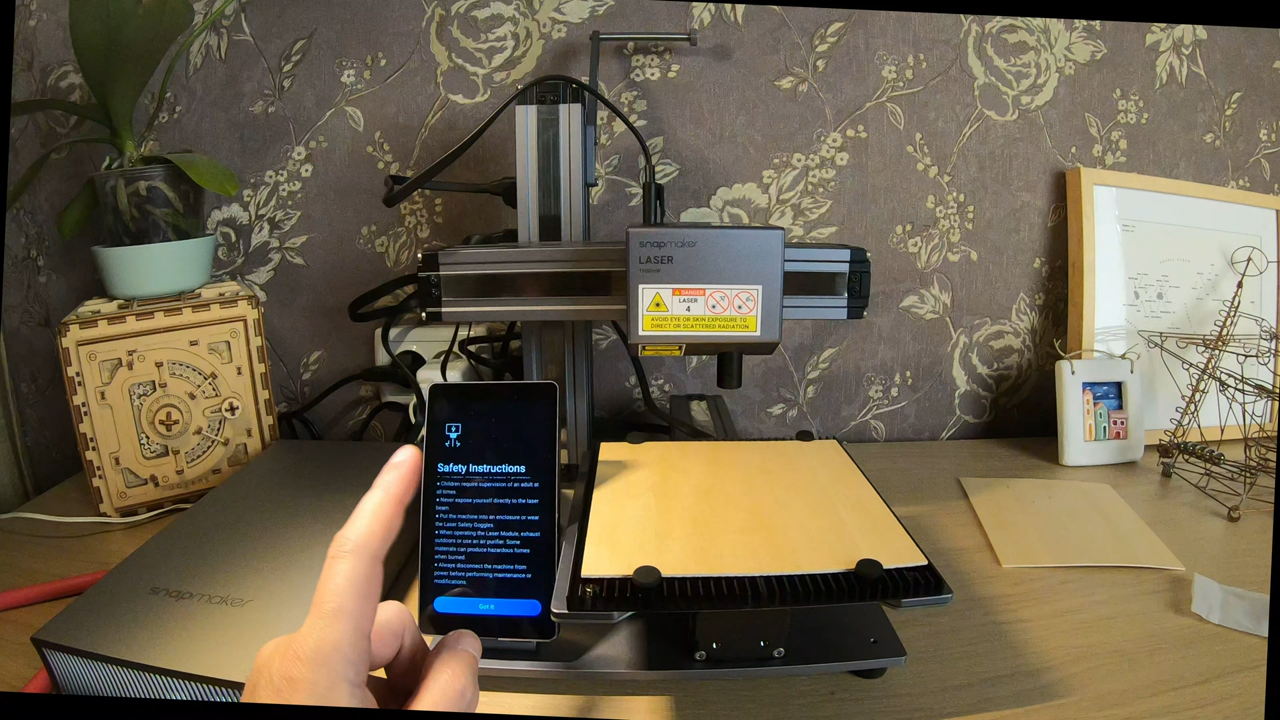 snapmaker
LASER
DANGER
LASER
4
AVOID EYE OR SKIN EXPOSURE TO
DIRECT OR SCATTERED RADIATION
Safety Instructions
● Children require supervision of an adult at
all times.
● Never expose yourself directly to the laser
beam.
● Put the machine into an enclosure or wear
the Laser Safety Goggles.
● When operating the Laser Module, exhaust
outdoors or use an air purifier. Some
materials can produce hazardous fumes
when burned.
● Always disconnect the machine from
power before performing maintenance or
modifications.
Got It
snapmaker